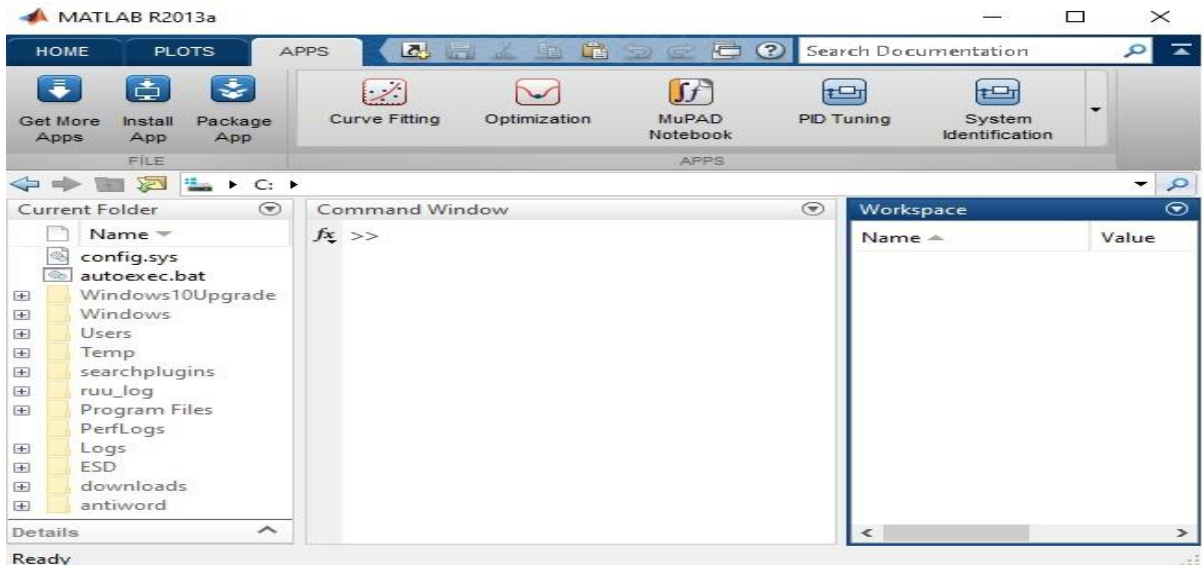 MATLAB R2013a
HOME PLOTS APPS Search Documentation
Get More Apps
Install App
Package App
Curve Fitting
Optimization
MuPAD Notebook
PID Tuning
System Identification
FILE APPS
C:
Current Folder
Name
config.sys
autoexec.bat
Windows10Upgrade
Windows
Users
Temp
searchplugins
ruu_log
Program Files
PerfLogs
Logs
ESD
downloads
antiword
Details
Command Window
fx >>
Workspace
Name Value
Ready